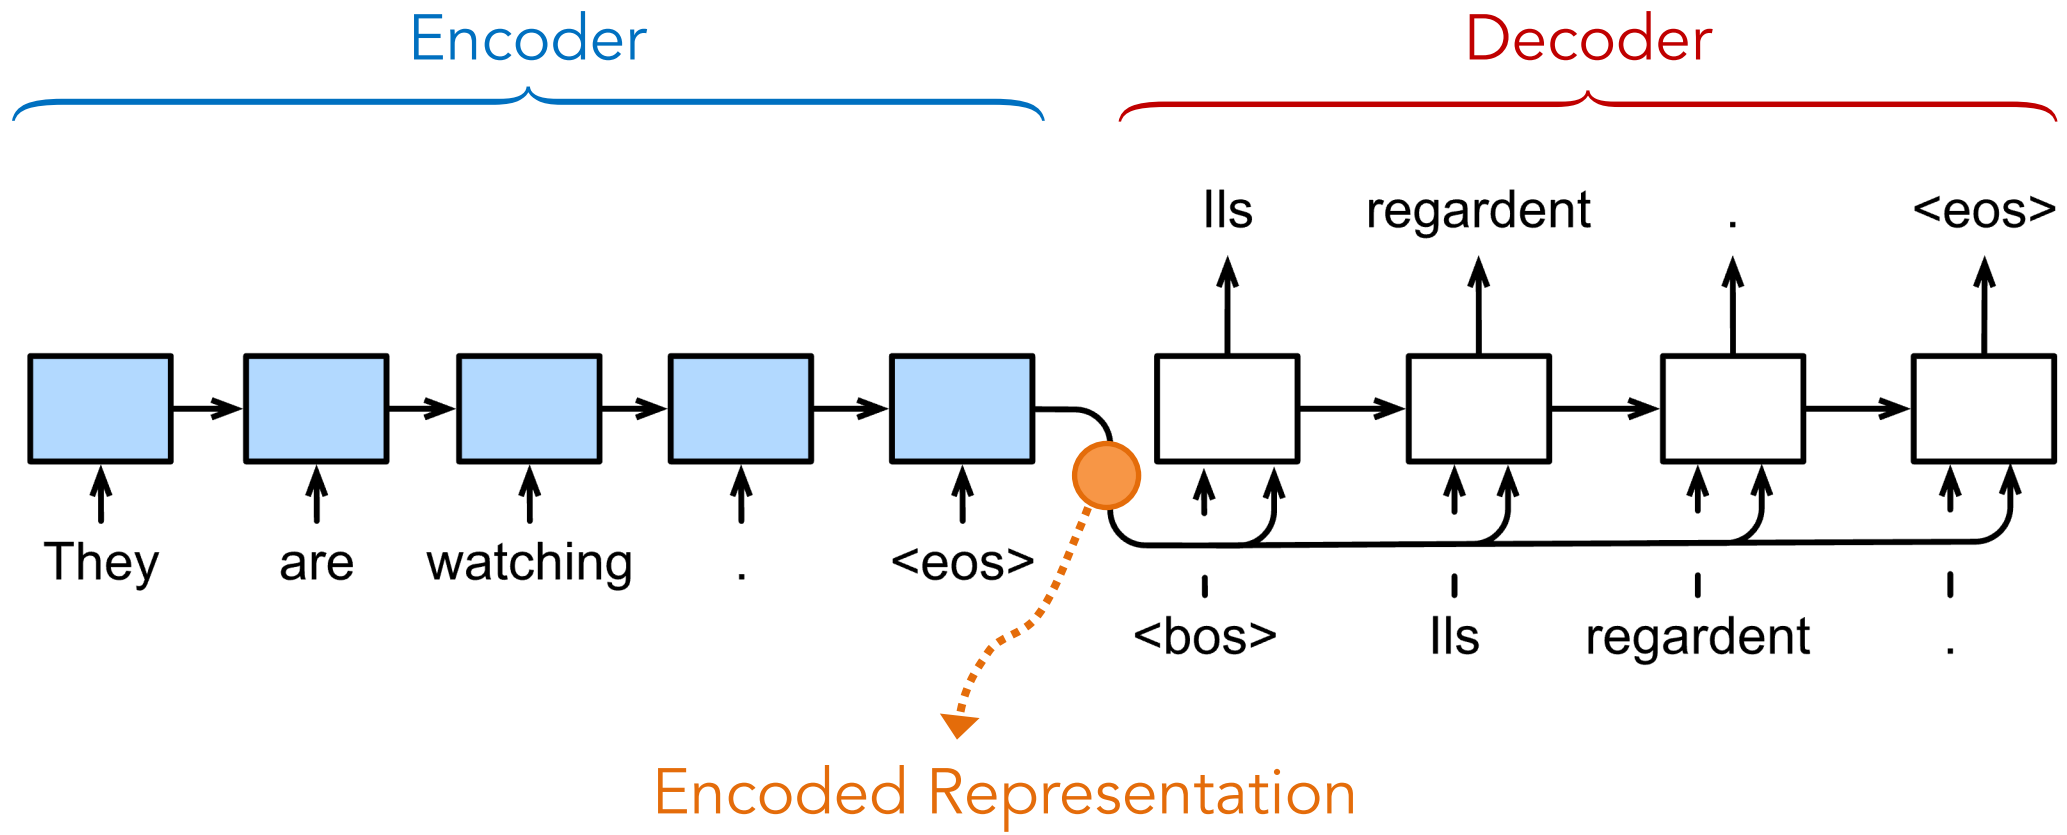 Encoder
Decoder
Ils regardent . <eos>
They are watching . <eos>
<bos> Ils regardent .
Encoded Representation